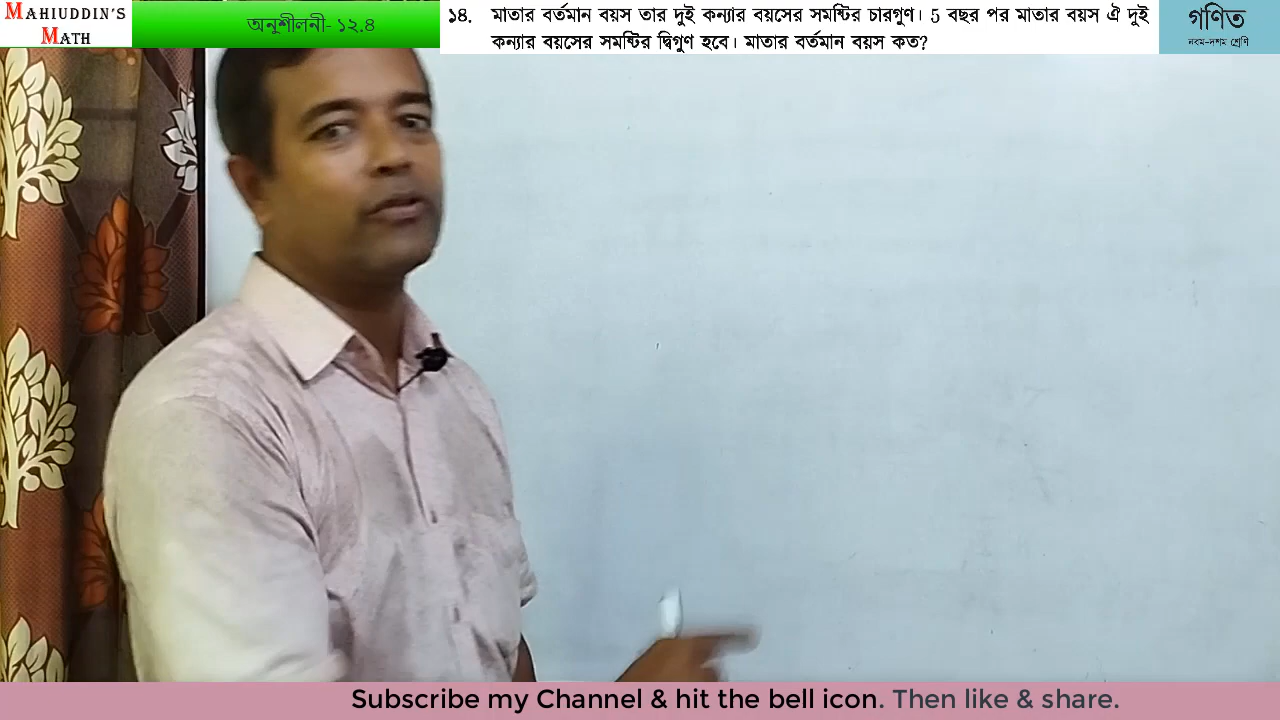 MAHIUDDIN'S
MATH
অনুশীলনী- ১২.৪
১৪. মাতার বর্তমান বয়স তার দুই কন্যার বয়সের সমষ্টির চারগুণ। 5 বছর পর মাতার বয়স ঐ দুই
কন্যার বয়সের সমষ্টির দ্বিগুণ হবে। মাতার বর্তমান বয়স কত?
গণিত
নবম-দশম শ্রেণি
Subscribe my Channel & hit the bell icon. Then like & share.